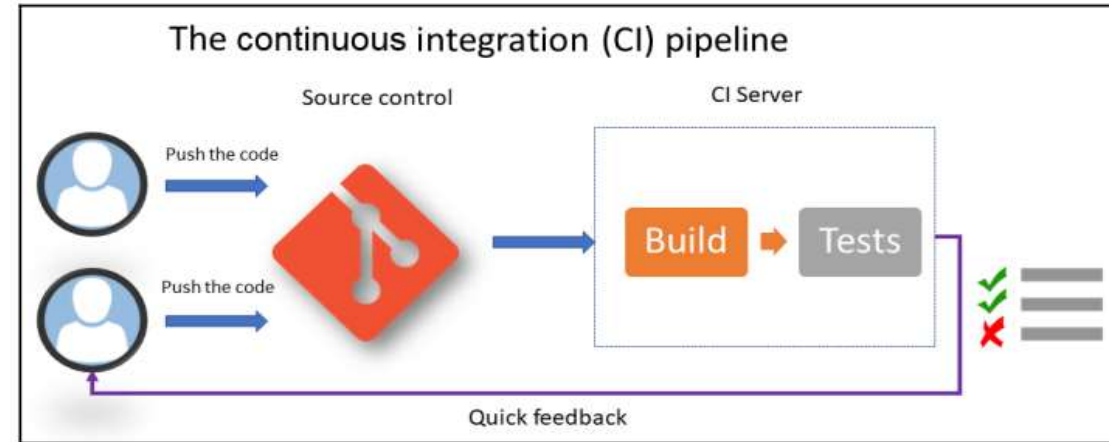 The continuous integration (CI) pipeline
Source control
CI Server
Push the code
Build
Tests
Push the code
Quick feedback